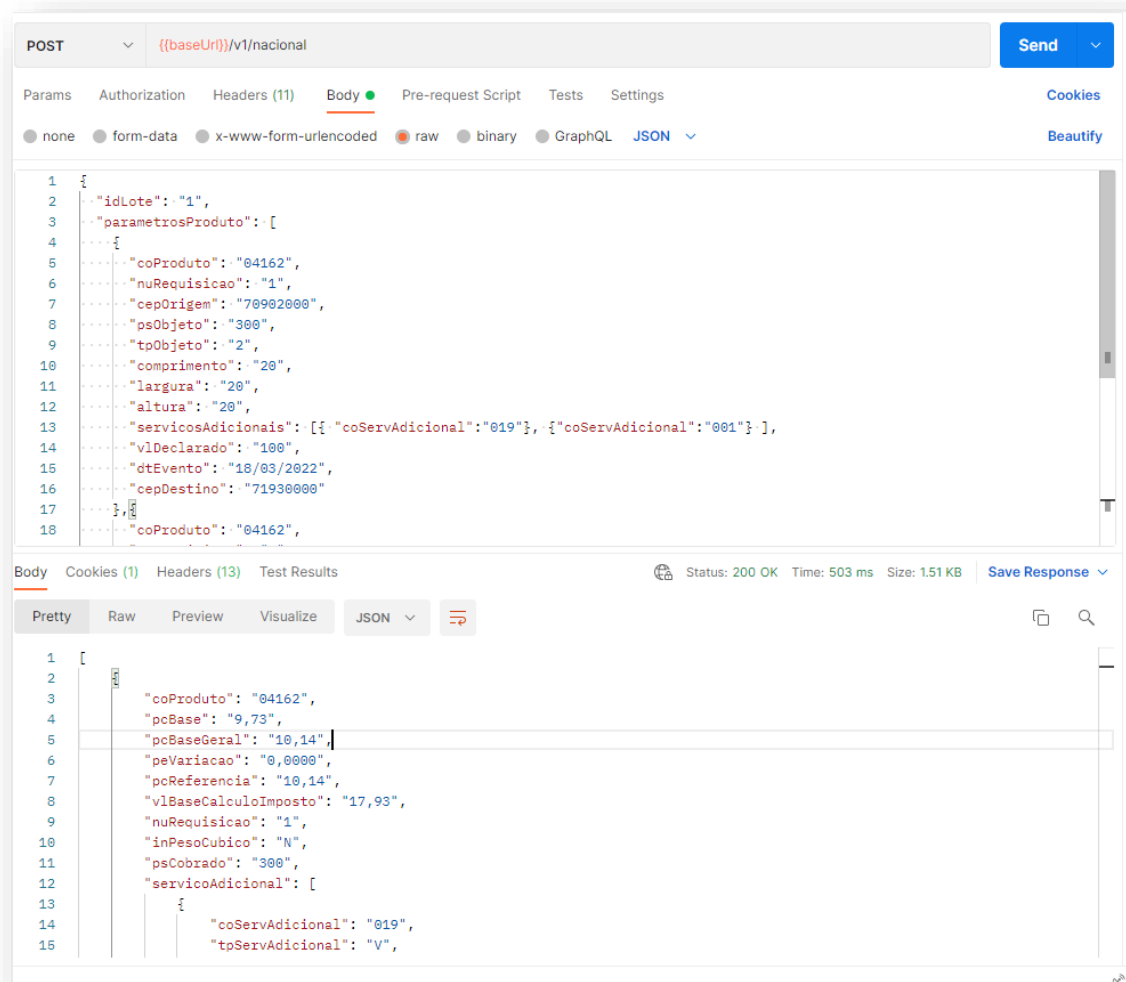 POST {{baseUrl}}/v1/nacional Send
Params Authorization Headers (11) Body Pre-request Script Tests Settings Cookies
none form-data x-www-form-urlencoded raw binary GraphQL JSON Beautify
1 {
2 "idLote": "1",
3 "parametrosProduto": [
4 {
5 "coProduto": "04162",
6 "nuRequisicao": "1",
7 "cepOrigem": "70902000",
8 "psObjeto": "300",
9 "tpObjeto": "2",
10 "comprimento": "20",
11 "largura": "20",
12 "altura": "20",
13 "servicosAdicionais": [{ "coServAdicional":"019"}, {"coServAdicional":"001"} ],
14 "vlDeclarado": "100",
15 "dtEvento": "18/03/2022",
16 "cepDestino": "71930000"
17 },{
18 "coProduto": "04162",
Body Cookies (1) Headers (13) Test Results Status: 200 OK Time: 503 ms Size: 1.51 KB Save Response
Pretty Raw Preview Visualize JSON
1 [
2 {
3 "coProduto": "04162",
4 "pcBase": "9,73",
5 "pcBaseGeral": "10,14",
6 "peVariacao": "0,0000",
7 "pcReferencia": "10,14",
8 "vlBaseCalculoImposto": "17,93",
9 "nuRequisicao": "1",
10 "inPesoCubico": "N",
11 "psCobrado": "300",
12 "servicoAdicional": [
13 {
14 "coServAdicional": "019",
15 "tpServAdicional": "V",